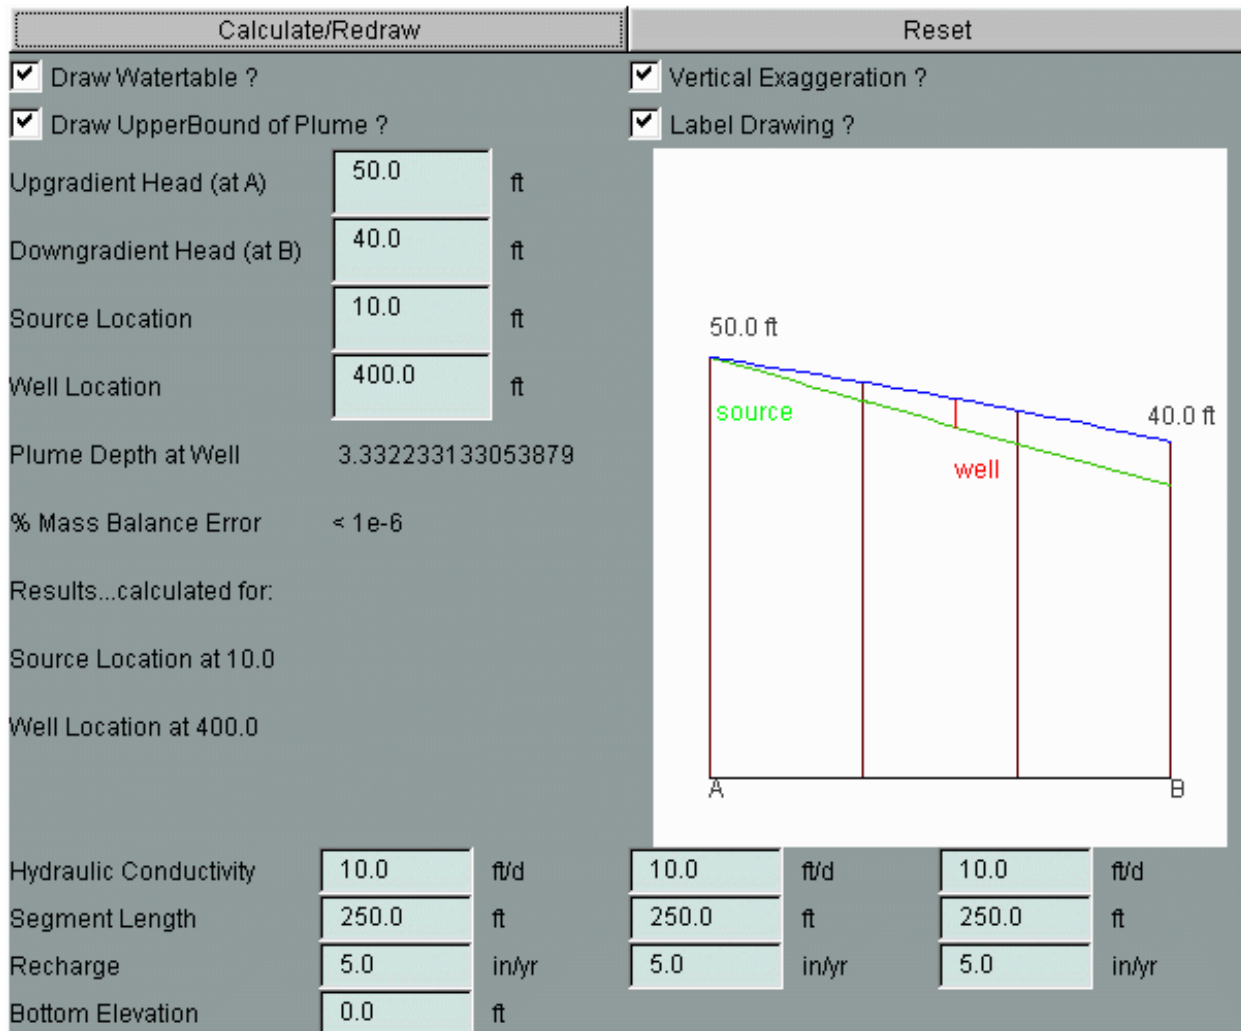 Calculate/Redraw Reset
Draw Watertable ? Vertical Exaggeration ?
Draw UpperBound of Plume ? Label Drawing ?
Upgradient Head (at A) 50.0 ft
Downgradient Head (at B) 40.0 ft
Source Location 10.0 ft
Well Location 400.0 ft
Plume Depth at Well 3.332233133053879
% Mass Balance Error < 1e-6
Results...calculated for:
Source Location at 10.0
Well Location at 400.0
50.0 ft
source
40.0 ft
well
A B
Hydraulic Conductivity 10.0 ft/d 10.0 ft/d 10.0 ft/d
Segment Length 250.0 ft 250.0 ft 250.0 ft
Recharge 5.0 in/yr 5.0 in/yr 5.0 in/yr
Bottom Elevation 0.0 ft